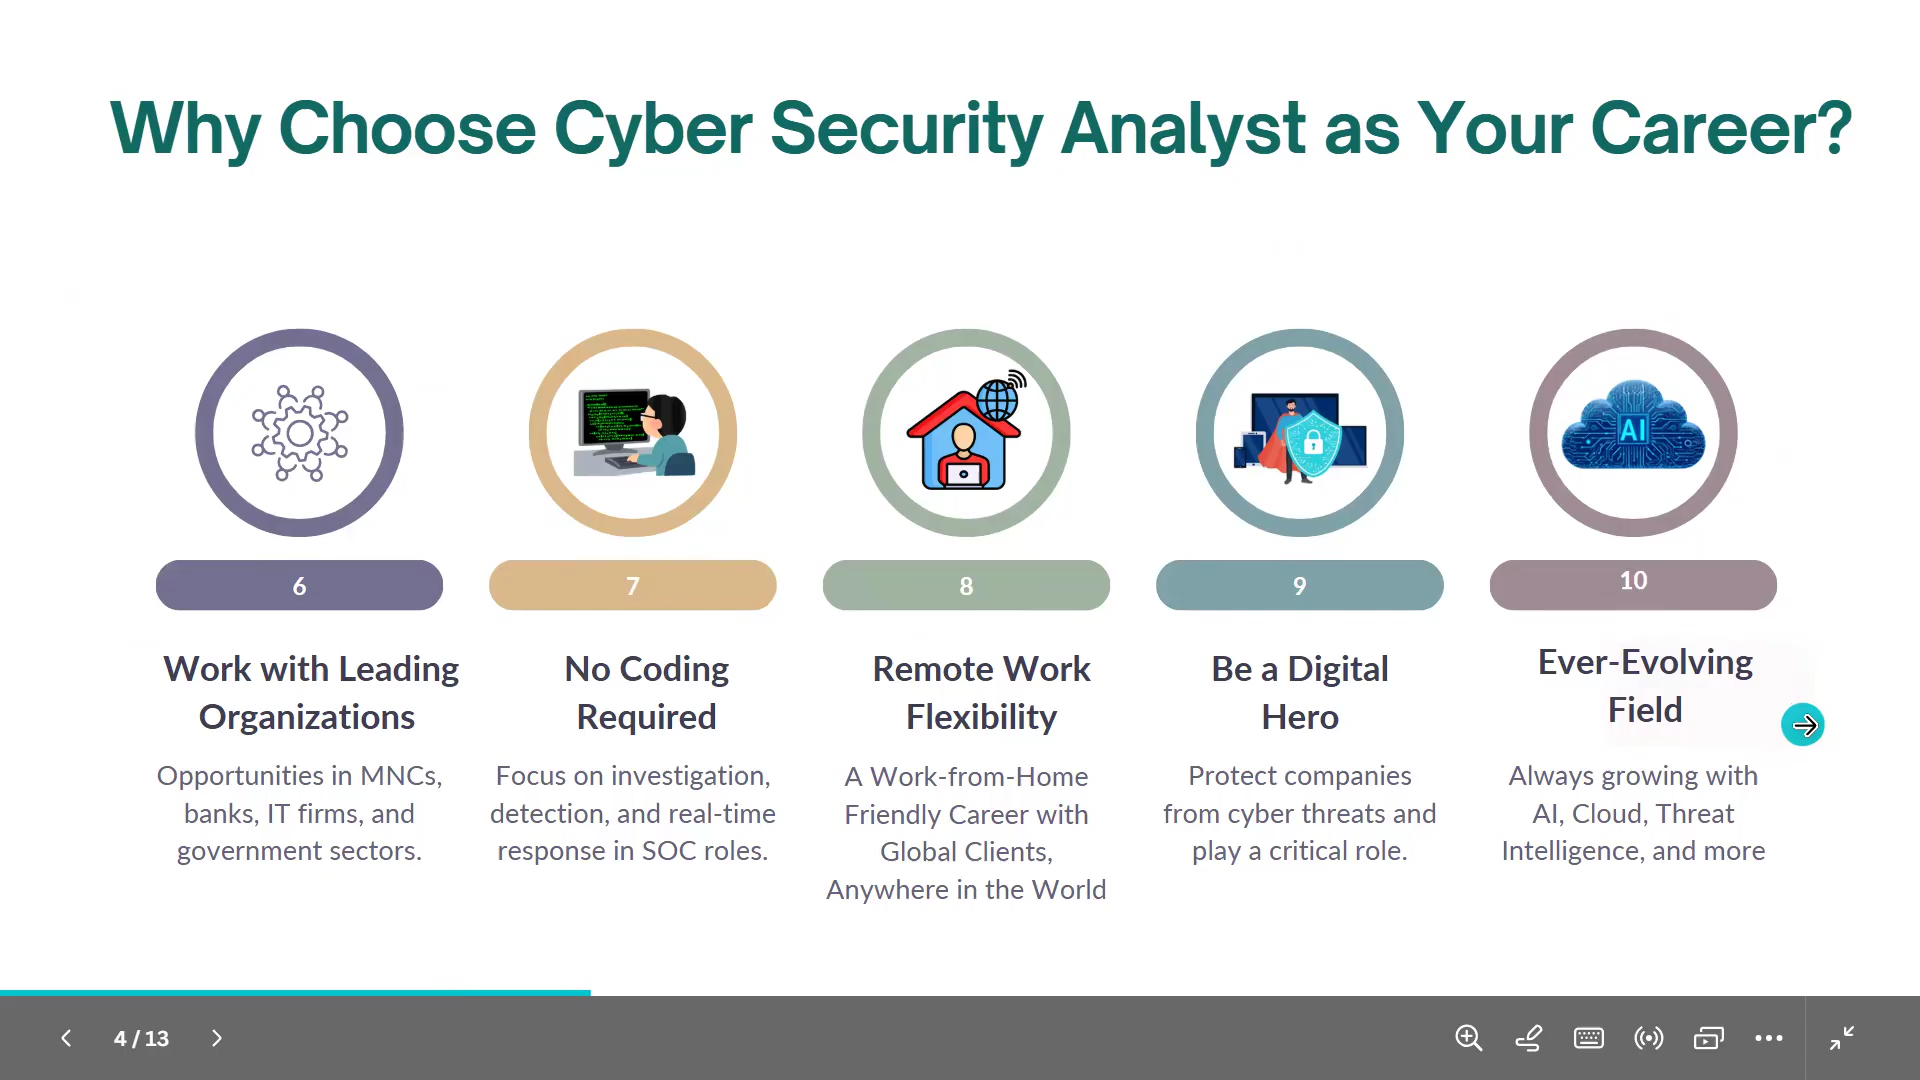 Why Choose Cyber Security Analyst as Your Career?
AI
6
7
8
9
10
Work with Leading
Organizations
Opportunities in MNCs,
banks, IT firms, and
government sectors.
No Coding
Required
Focus on investigation,
detection, and real-time
response in SOC roles.
Remote Work
Flexibility
A Work-from-Home
Friendly Career with
Global Clients,
Anywhere in the World
Be a Digital
Hero
Protect companies
from cyber threats and
play a critical role.
Ever-Evolving
Field
Always growing with
AI, Cloud, Threat
Intelligence, and more
4 / 13